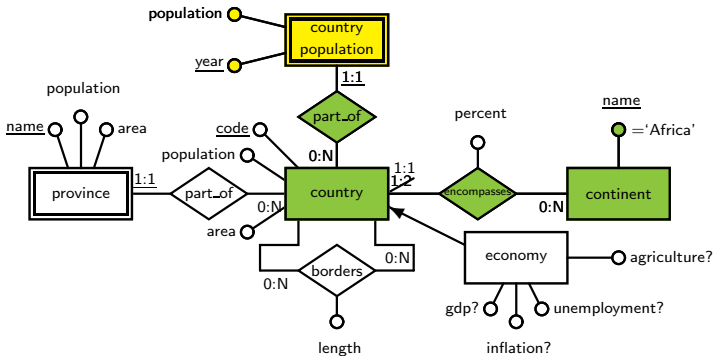 population
country
population
year
1:1
population
name
area
code
part_of
percent
name
='Africa'
population
0:N
1:1
1:2
province
1:1
part_of
country
encompasses
continent
0:N
0:N
area
economy
agriculture?
0:N
borders
0:N
gdp?
unemployment?
length
inflation?